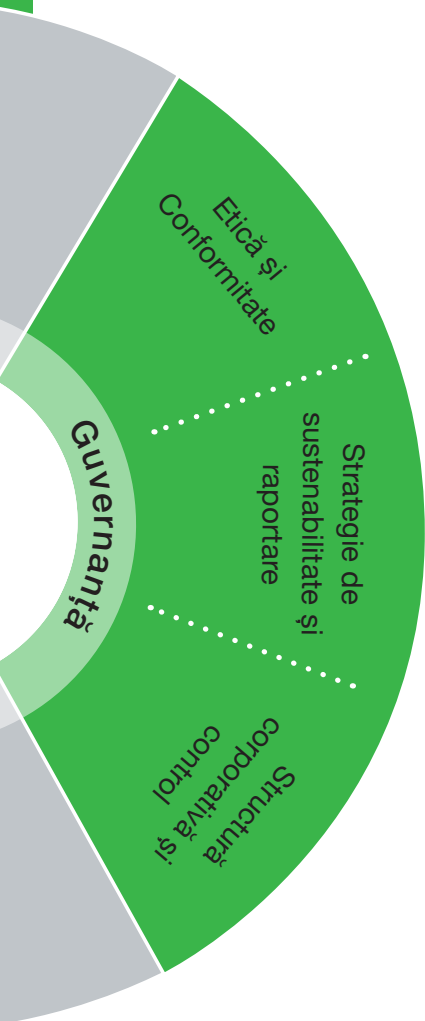 Guvernanță
Etică și
Conformitate
Strategie de
sustenabilitate și
raportare
Structură
corporativă și
control